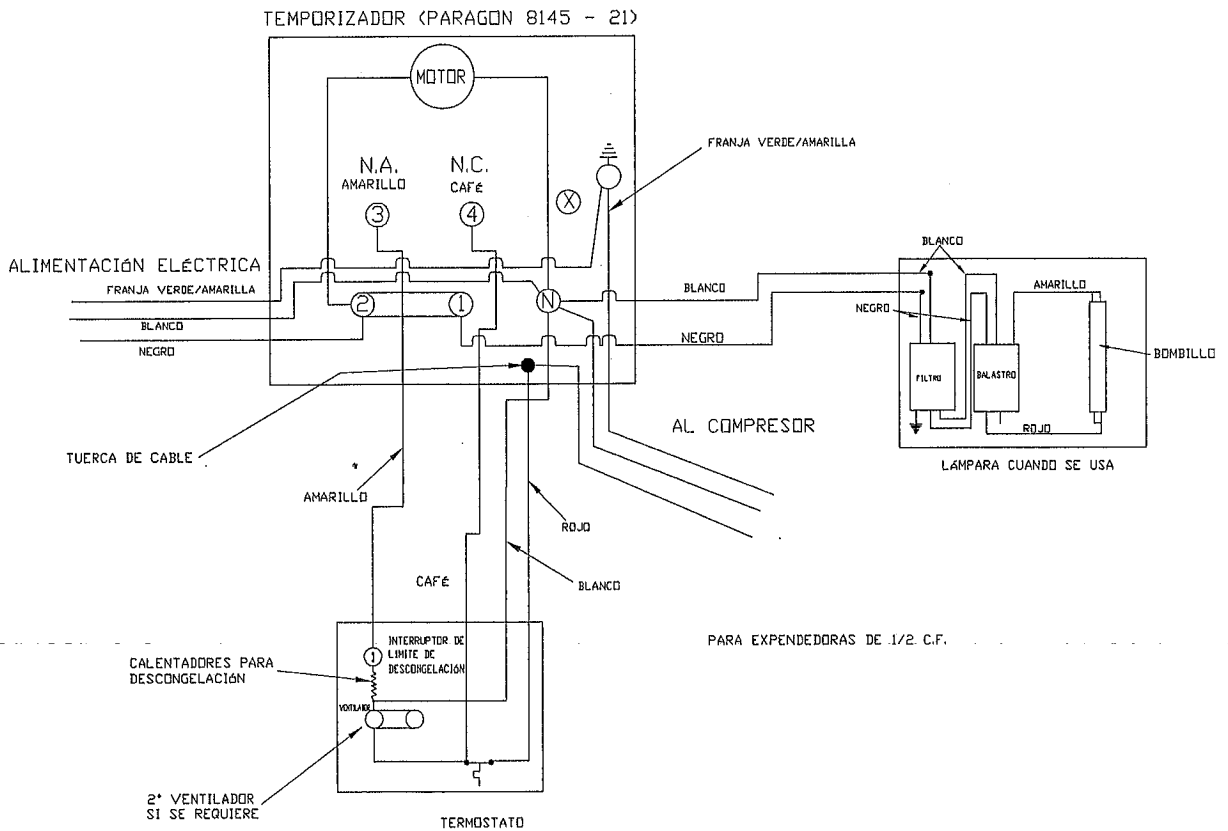 TEMPORIZADOR (PARAGON 8145 - 21)
MOTOR
FRANJA VERDE/AMARILLA
N.A.
AMARILLO
N.C.
CAFÉ
X
3
4
ALIMENTACIóN ELéCTRICA
FRANJA VERDE/AMARILLA
BLANCO
NEGRO
2
1
N
BLANCO
NEGRO
BLANCO
AMARILLO
NEGRO
BOMBILLO
FILTRO
BALASTRO
ROJO
LáMPARA CUANDO SE USA
AL COMPRESOR
TUERCA DE CABLE
AMARILLO
ROJO
CAFÉ
BLANCO
PARA EXPENDEDORAS DE 1/2 C.F.
1
INTERRUPTOR DE
LIMITE DE
DESCONGELACIóN
CALENTADORES PARA
DESCONGELACIóN
VENTILADOR
2° VENTILADOR
SI SE REQUIERE
TERMOSTATO